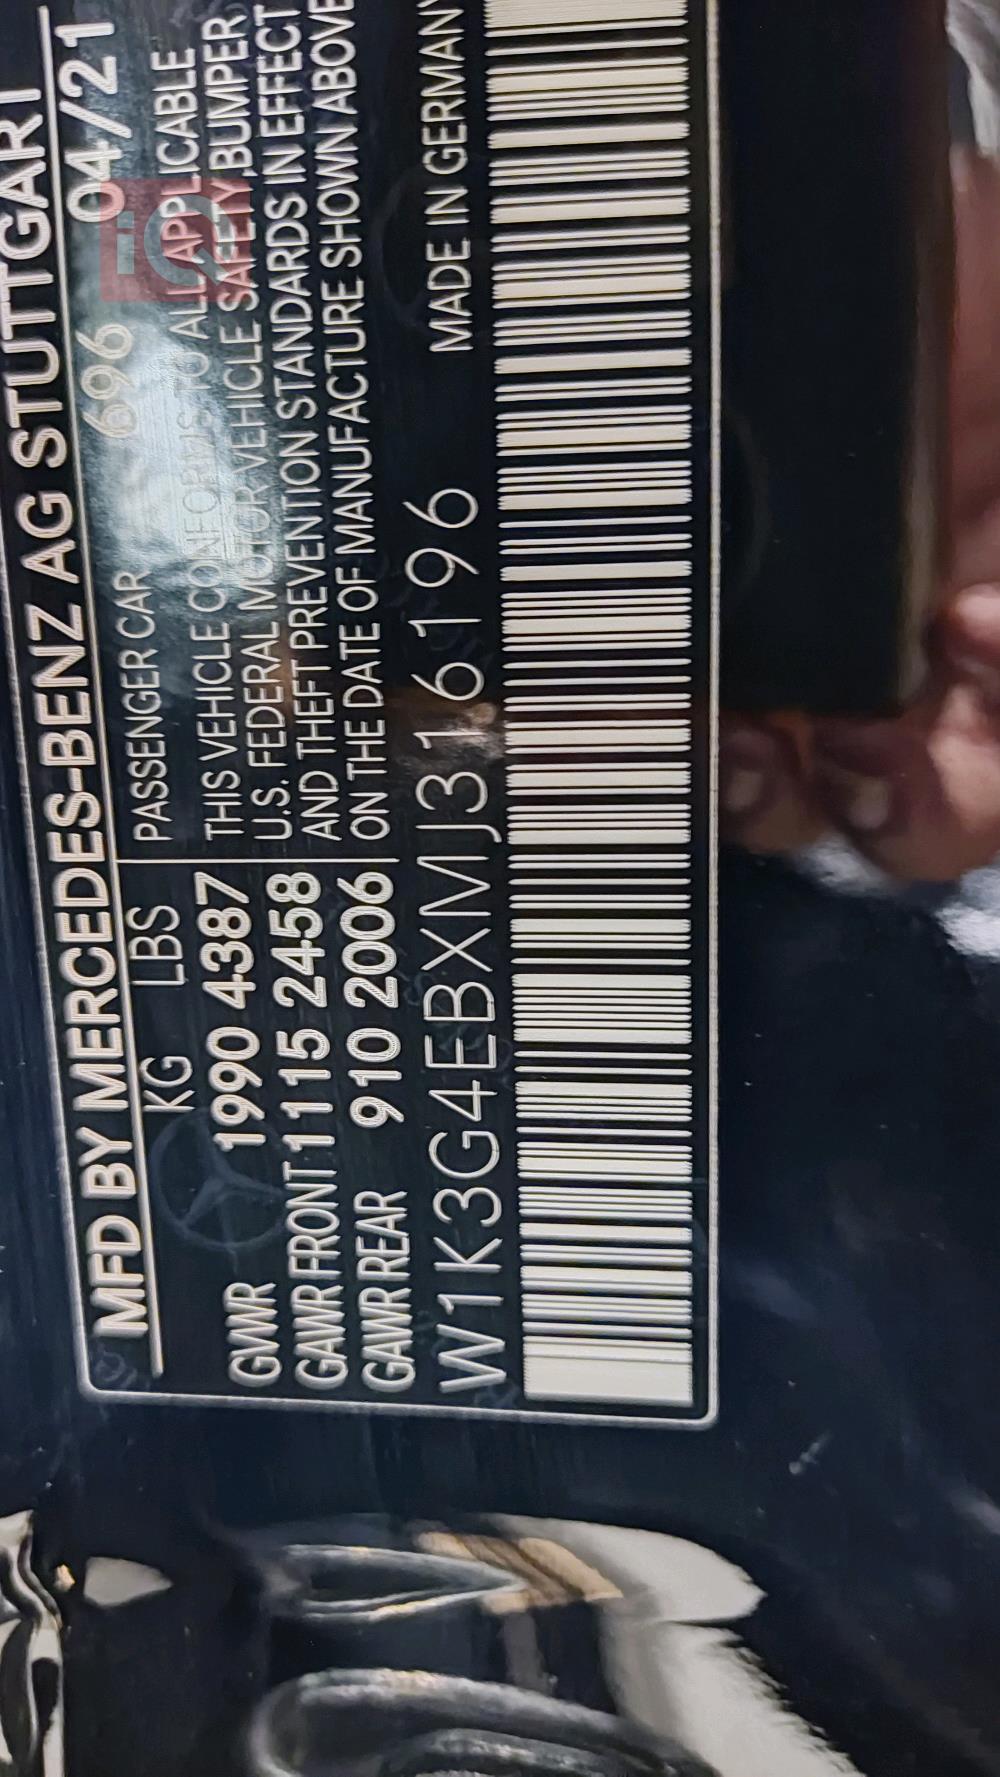 MFD BY MERCEDES-BENZ AG STUTTGART
KG LBS PASSENGER CAR 696 04/21
GWWR 1990 4387 THIS VEHICLE CONFORMS TO ALL APPLICABLE
U.S. FEDERAL MOTOR VEHICLE SAFETY, BUMPER
GAWR FRONT 1115 2458 AND THEFT PREVENTION STANDARDS IN EFFECT
GAWR REAR 910 2006 ON THE DATE OF MANUFACTURE SHOWN ABOVE
W1K3G4EBXMJ316196 MADE IN GERMANY
iQ